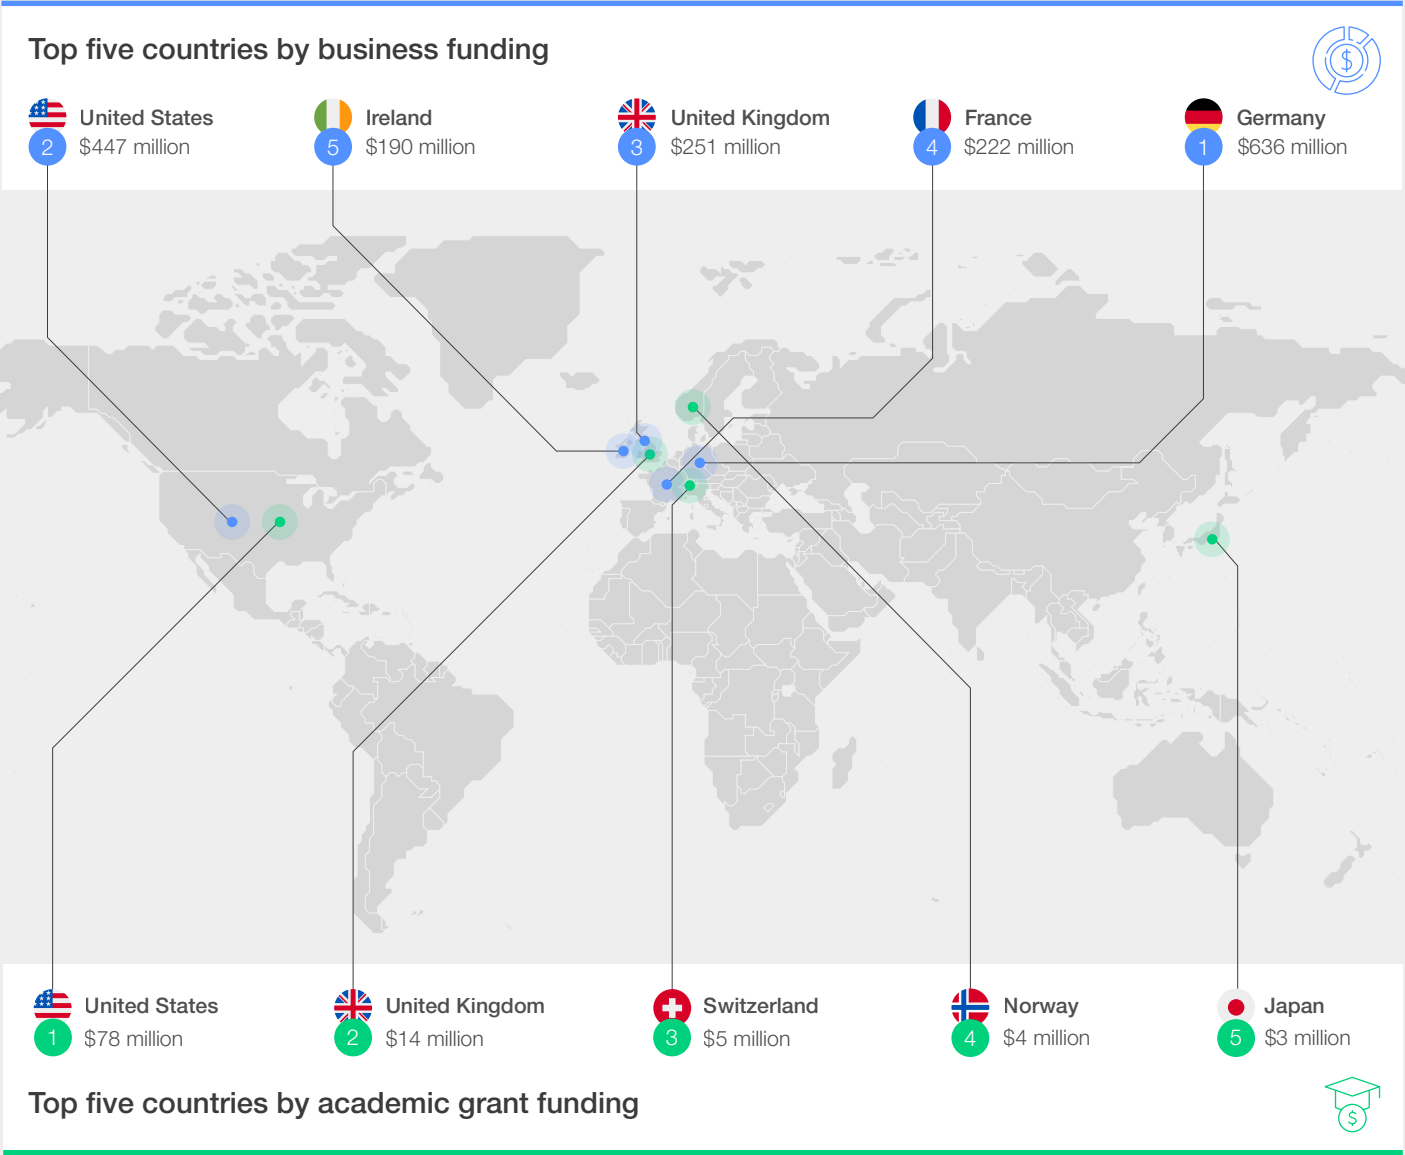 Top five countries by business funding
$
United States
2
$447 million
Ireland
5
$190 million
United Kingdom
3
$251 million
France
4
$222 million
Germany
1
$636 million
United States
1
$78 million
United Kingdom
2
$14 million
Switzerland
3
$5 million
Norway
4
$4 million
Japan
5
$3 million
Top five countries by academic grant funding
$